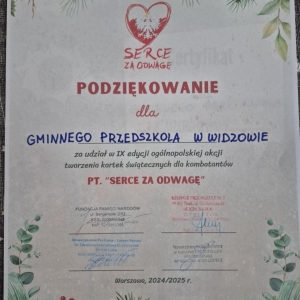 SERCE
ZA ODWAGĘ
PODZIĘKOWANIE
dla
GMINNEGO PRZEDSZKOLA W WIDZOWIE
za udział w IX edycji ogólnopolskiej akcji
tworzenia kartek świątecznych dla kombatantów
PT. "SERCE ZA ODWAGĘ"
Warszawa, 2024/2025 r.